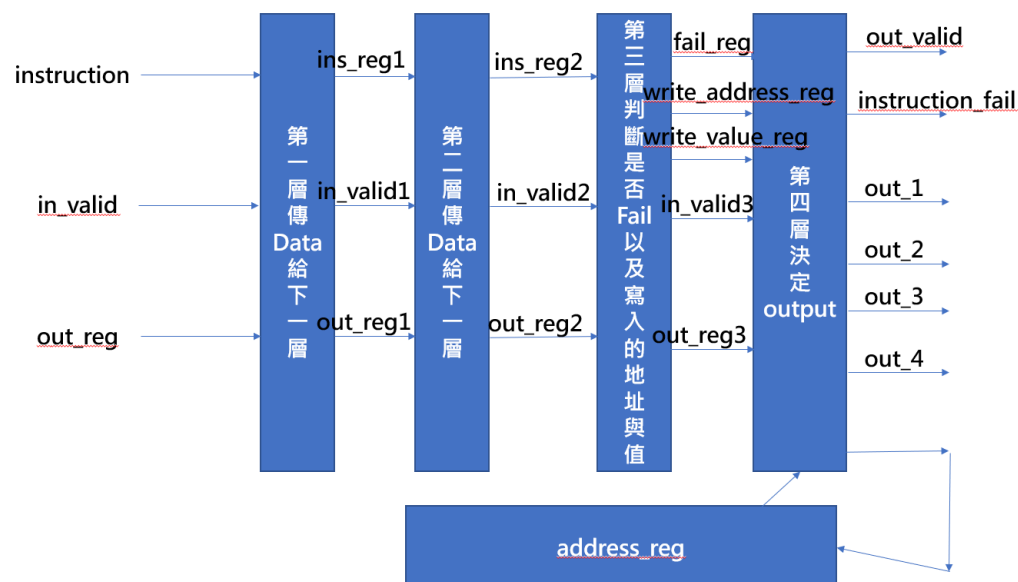 instruction
in_valid
out_reg
第
一
層
傳
Data
給
下
一
層
ins_reg1
in_valid1
out_reg1
第
二
層
傳
Data
給
下
一
層
ins_reg2
in_valid2
out_reg2
第
三
層
判
斷
是
否
Fail
以
及
寫
入
的
地
址
與
值
fail_reg
write_address_reg
write_value_reg
in_valid3
out_reg3
第
四
層
決
定
output
out_valid
instruction_fail
out_1
out_2
out_3
out_4
address_reg